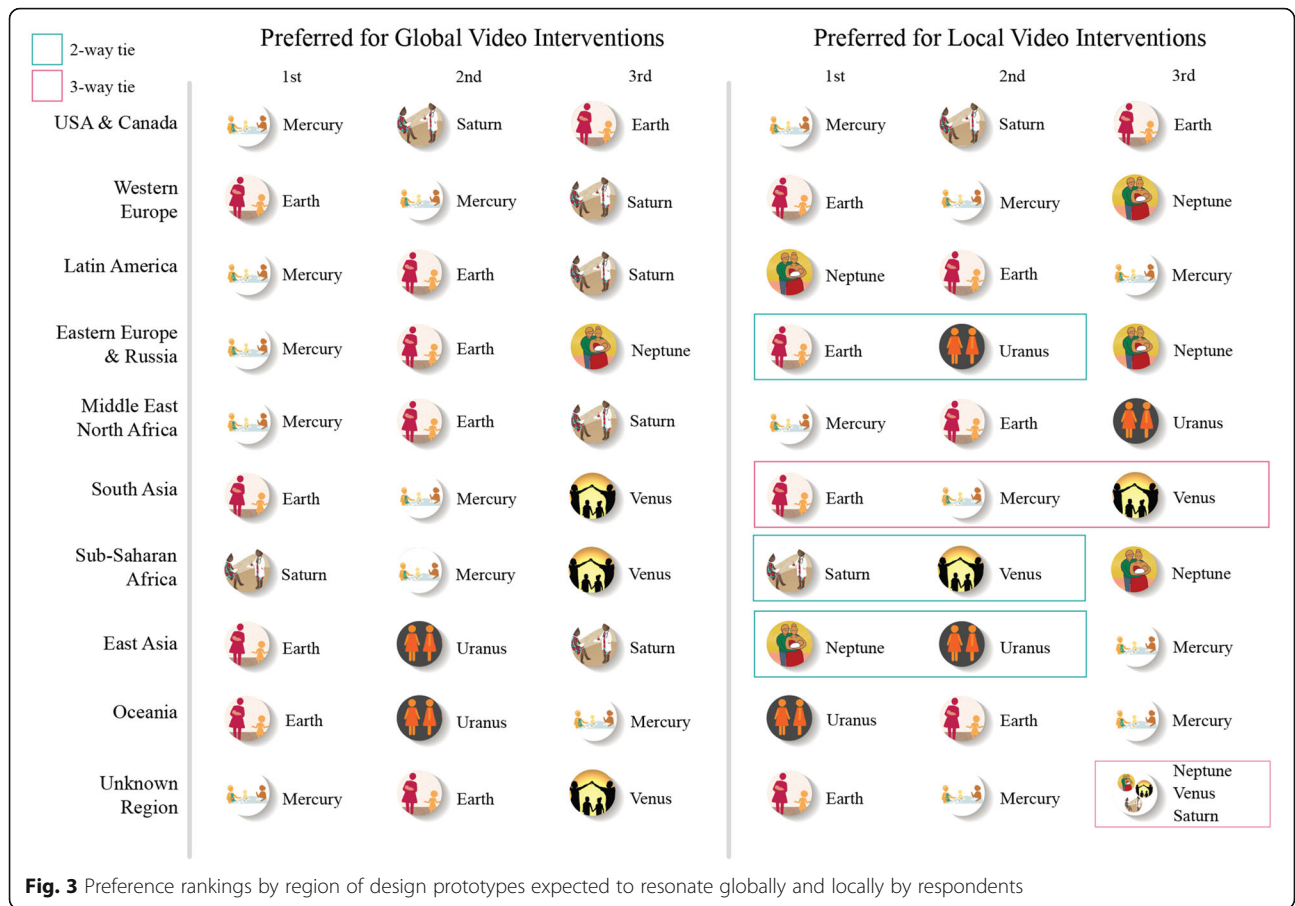 2-way tie
3-way tie
Preferred for Global Video Interventions
Preferred for Local Video Interventions
1st 2nd 3rd 1st 2nd 3rd
USA & Canada Mercury Saturn Earth Mercury Saturn Earth
Western
Europe Earth Mercury Saturn Earth Mercury Neptune
Latin America Mercury Earth Saturn Neptune Earth Mercury
Eastern Europe
& Russia Mercury Earth Neptune Earth Uranus Neptune
Middle East
North Africa Mercury Earth Saturn Mercury Earth Uranus
South Asia Earth Mercury Venus Earth Mercury Venus
Sub-Saharan
Africa Saturn Mercury Venus Saturn Venus Neptune
East Asia Earth Uranus Saturn Neptune Uranus Mercury
Oceania Earth Uranus Mercury Uranus Earth Mercury
Unknown
Region Mercury Earth Venus Earth Mercury Neptune
Venus
Saturn
Fig. 3 Preference rankings by region of design prototypes expected to resonate globally and locally by respondents